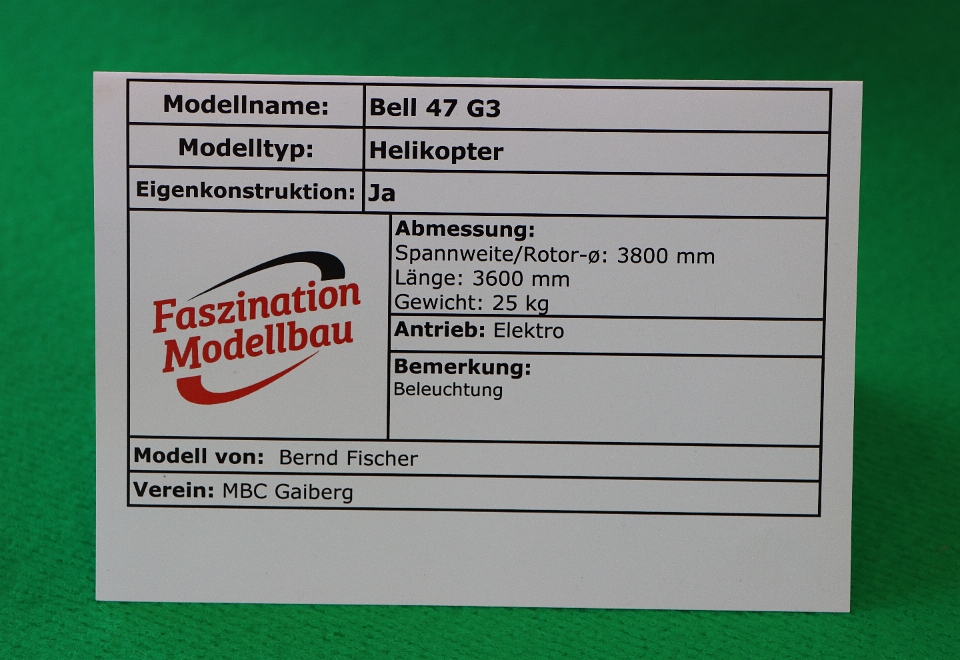 Modellname: Bell 47 G3
Modelltyp: Helikopter
Eigenkonstruktion: Ja
Faszination
Modellbau
Abmessung:
Spannweite/Rotor-ø: 3800 mm
Länge: 3600 mm
Gewicht: 25 kg
Antrieb: Elektro
Bemerkung:
Beleuchtung
Modell von: Bernd Fischer
Verein: MBC Gaiberg